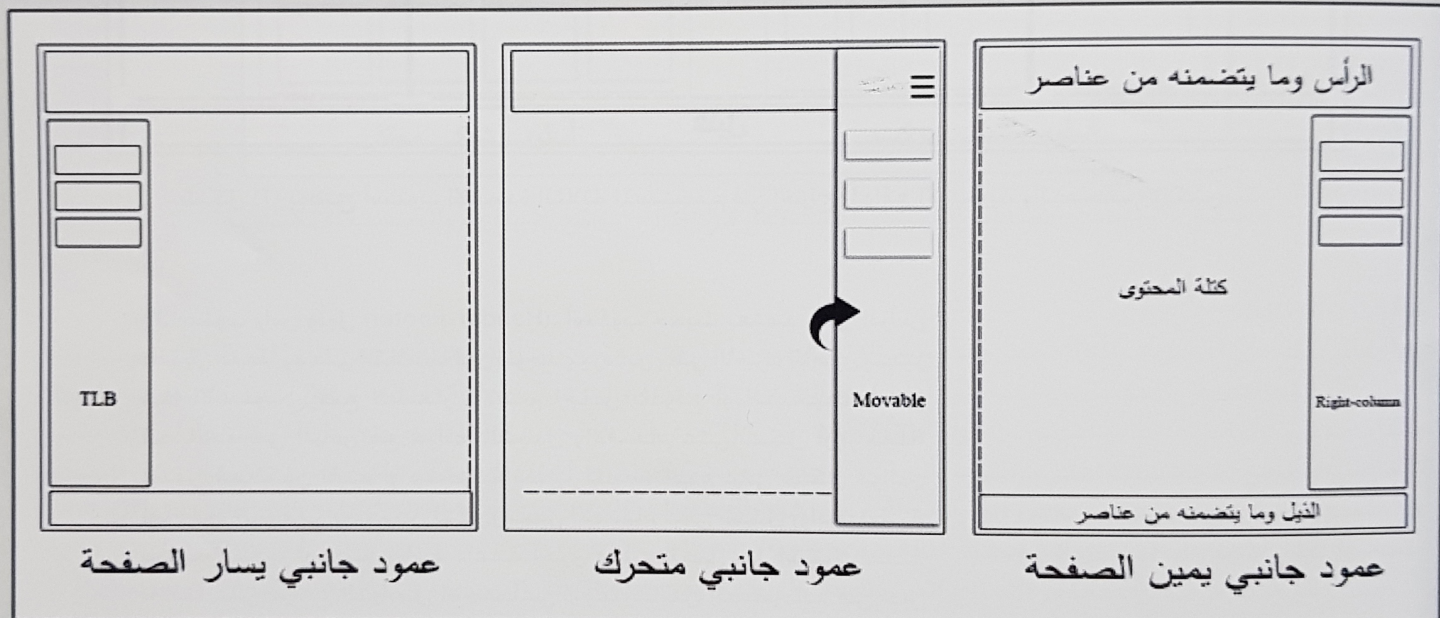 الرأس وما يتضمنه من عناصر
كتلة المحتوى
Right-column
الذيل وما يتضمنه من عناصر
عمود جانبي يمين الصفحة
Movable
عمود جانبي متحرك
TLB
عمود جانبي يسار الصفحة